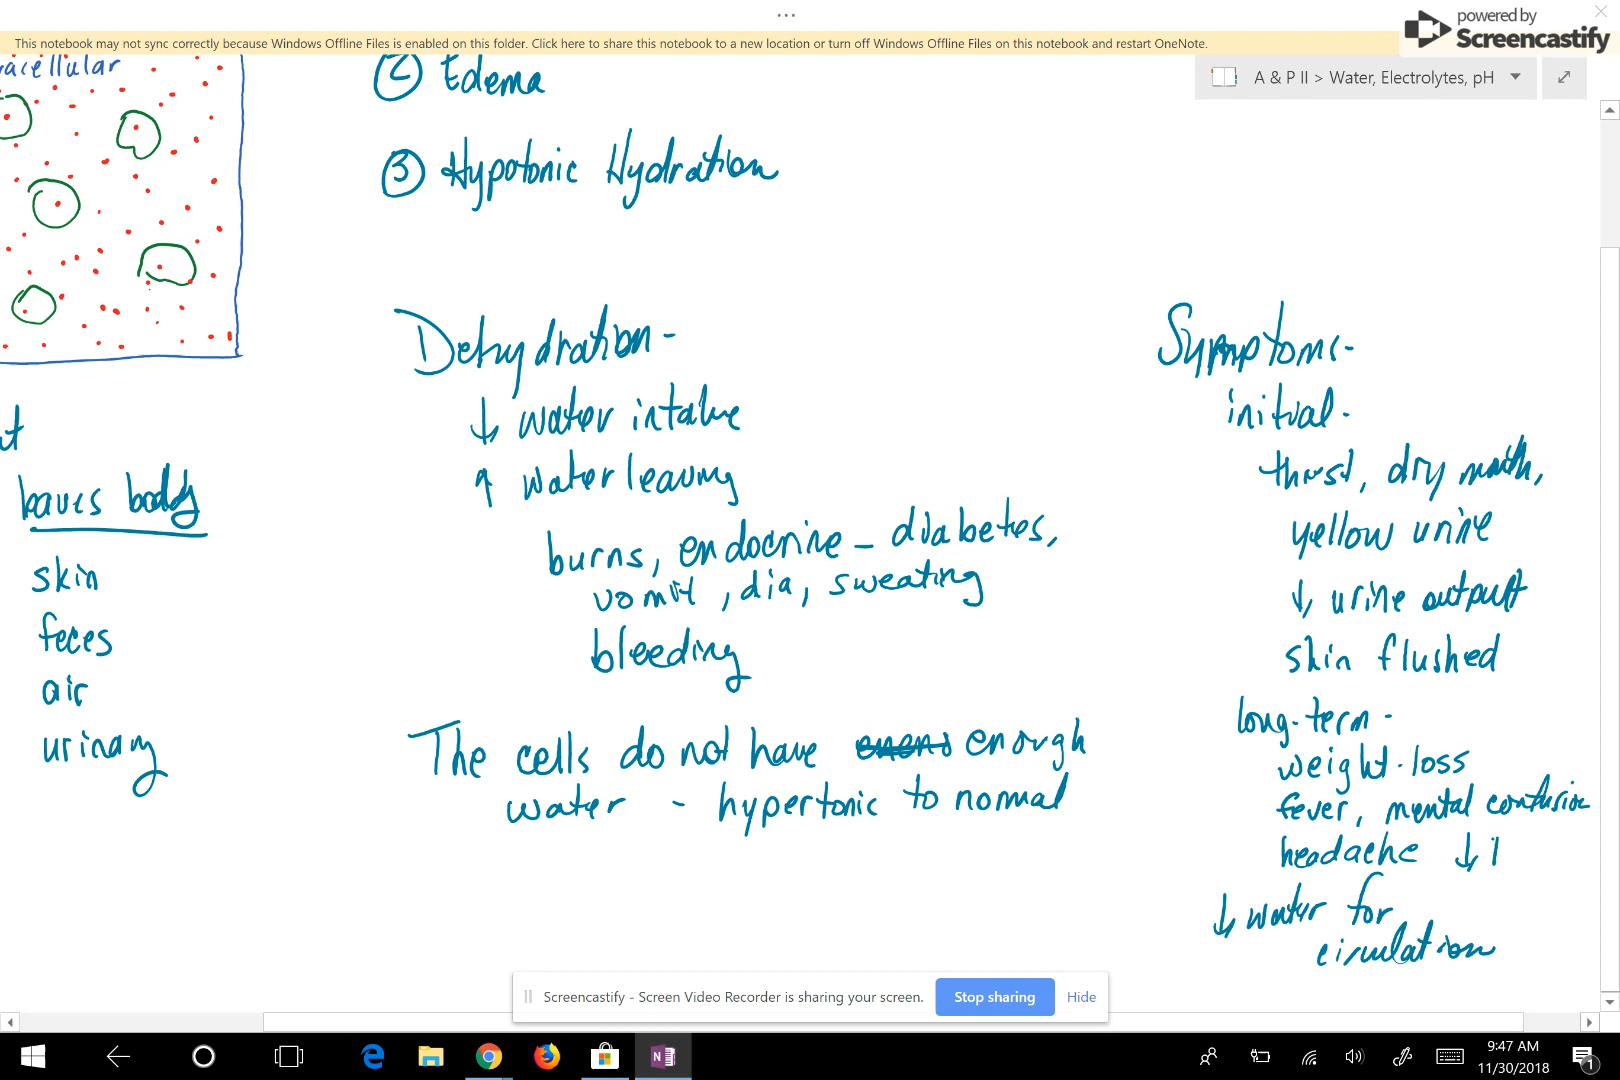 powered by
Screencastify
This notebook may not sync correctly because Windows Offline Files is enabled on this folder. Click here to share this notebook to a new location or turn off Windows Offline Files on this notebook and restart OneNote.
A & P II > Water, Electrolytes, pH
acellular
② Edema
③ Hypotonic Hydration
Dehydration -
↓ water intake
↑ water leaving
burns, endocrine - diabetes,
vomit, dia, sweating
bleeding
The cells do not have enough
water - hypertonic to normal
t
leaves body
skin
feces
air
urinary
Symptoms -
initial -
thirst, dry mouth,
yellow urine
↓ urine output
skin flushed
long-term -
weight-loss
fever, mental confusion
headache ↓
↓ water for
circulation
Screencastify - Screen Video Recorder is sharing your screen.
Stop sharing
Hide
N
9:47 AM
11/30/2018
1